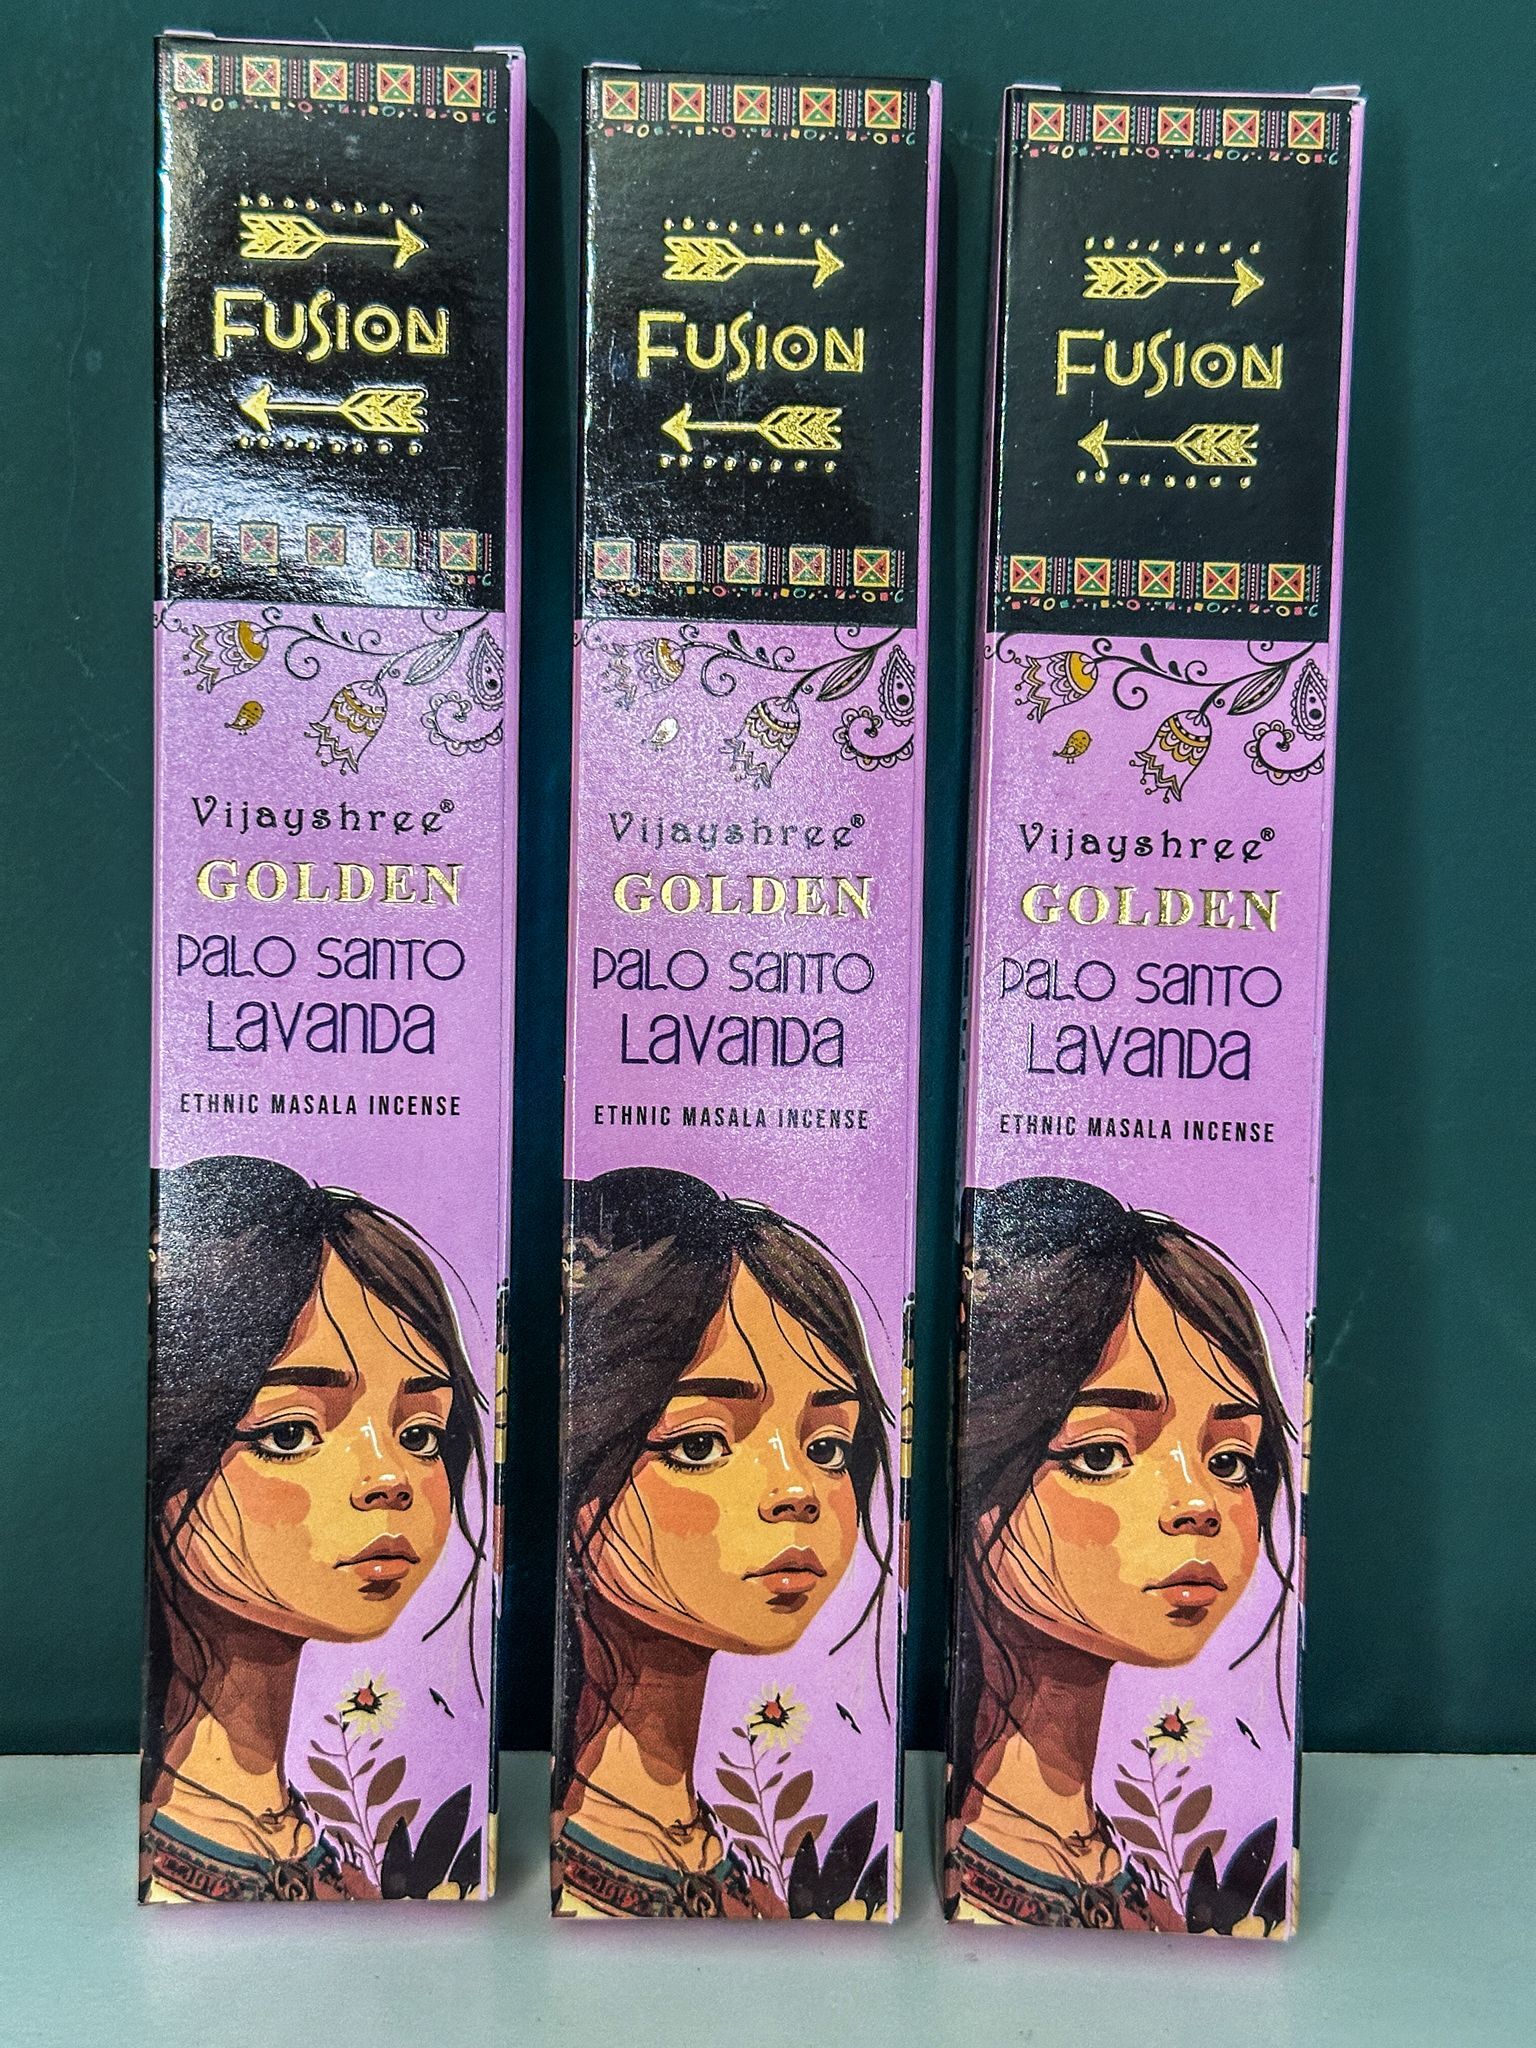 FUSION
Vijayshree®
GOLDEN
PALO SANTO
LAVANDA
ETHNIC MASALA INCENSE
FUSION
Vijayshree®
GOLDEN
PALO SANTO
LAVANDA
ETHNIC MASALA INCENSE
FUSION
Vijayshree®
GOLDEN
PALO SANTO
LAVANDA
ETHNIC MASALA INCENSE